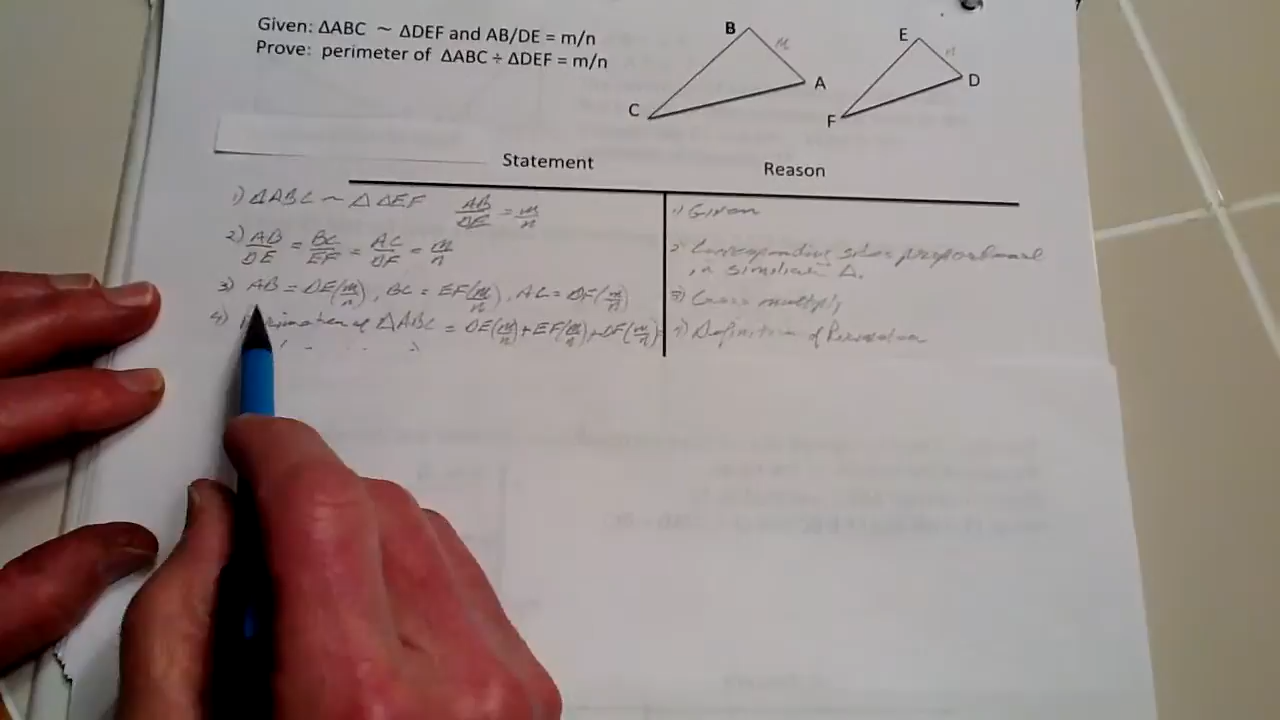 Given: ΔABC ~ ΔDEF and AB/DE = m/n
Prove: perimeter of ΔABC ÷ ΔDEF = m/n
B
M
A
C
E
n
D
F
Statement
Reason
1) ΔABC ~ ΔDEF AB/DE = m/n
1) Given
2) AB/DE = BC/EF = AC/DF = m/n
2) Corresponding sides proportional
in similar Δ.
3) AB = DE(m/n), BC = EF(m/n), AC = DF(m/n)
3) Cross multiply
4) Perimeter of ΔABC = DE(m/n) + EF(m/n) + DF(m/n)
4) Definition of Perimeter